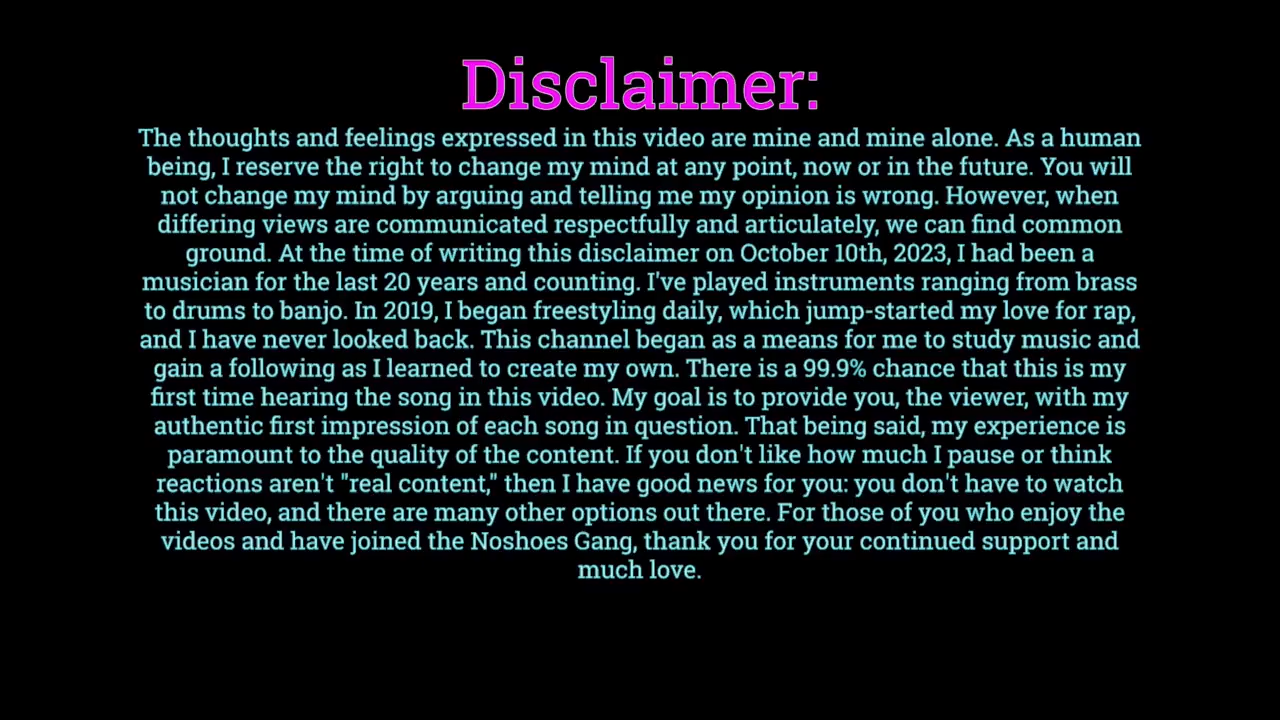 Disclaimer:
The thoughts and feelings expressed in this video are mine and mine alone. As a human
being, I reserve the right to change my mind at any point, now or in the future. You will
not change my mind by arguing and telling me my opinion is wrong. However, when
differing views are communicated respectfully and articulately, we can find common
ground. At the time of writing this disclaimer on October 10th, 2023, I had been a
musician for the last 20 years and counting. I've played instruments ranging from brass
to drums to banjo. In 2019, I began freestyling daily, which jump-started my love for rap,
and I have never looked back. This channel began as a means for me to study music and
gain a following as I learned to create my own. There is a 99.9% chance that this is my
first time hearing the song in this video. My goal is to provide you, the viewer, with my
authentic first impression of each song in question. That being said, my experience is
paramount to the quality of the content. If you don't like how much I pause or think
reactions aren't "real content," then I have good news for you: you don't have to watch
this video, and there are many other options out there. For those of you who enjoy the
videos and have joined the Noshoes Gang, thank you for your continued support and
much love.